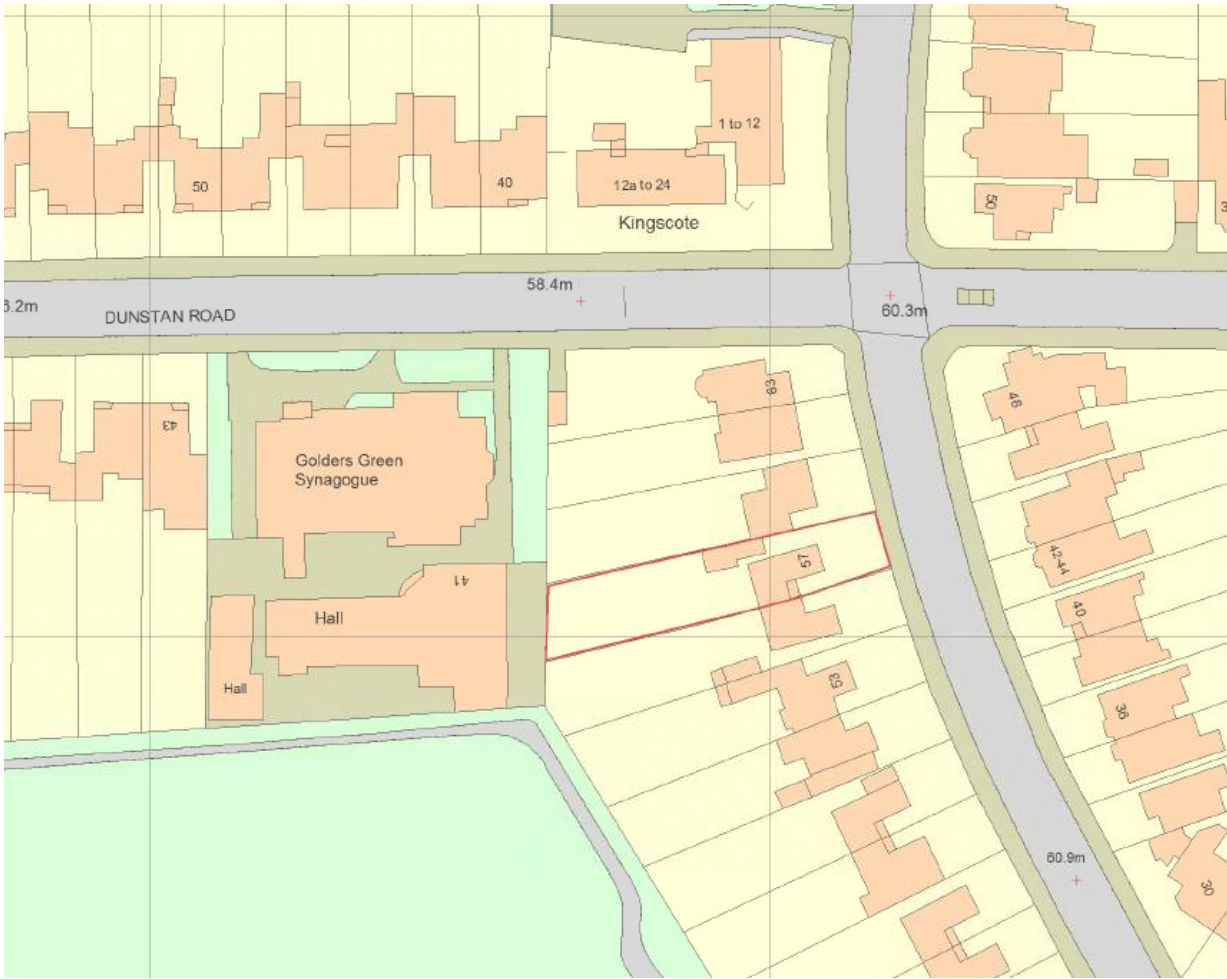 1 to 12
50
40
12a to 24
50
Kingscote
58.4m
60.3m
DUNSTAN ROAD
63
48
43
Golders Green
Synagogue
57
42-44
41
40
Hall
Hall
53
36
60.9m
30